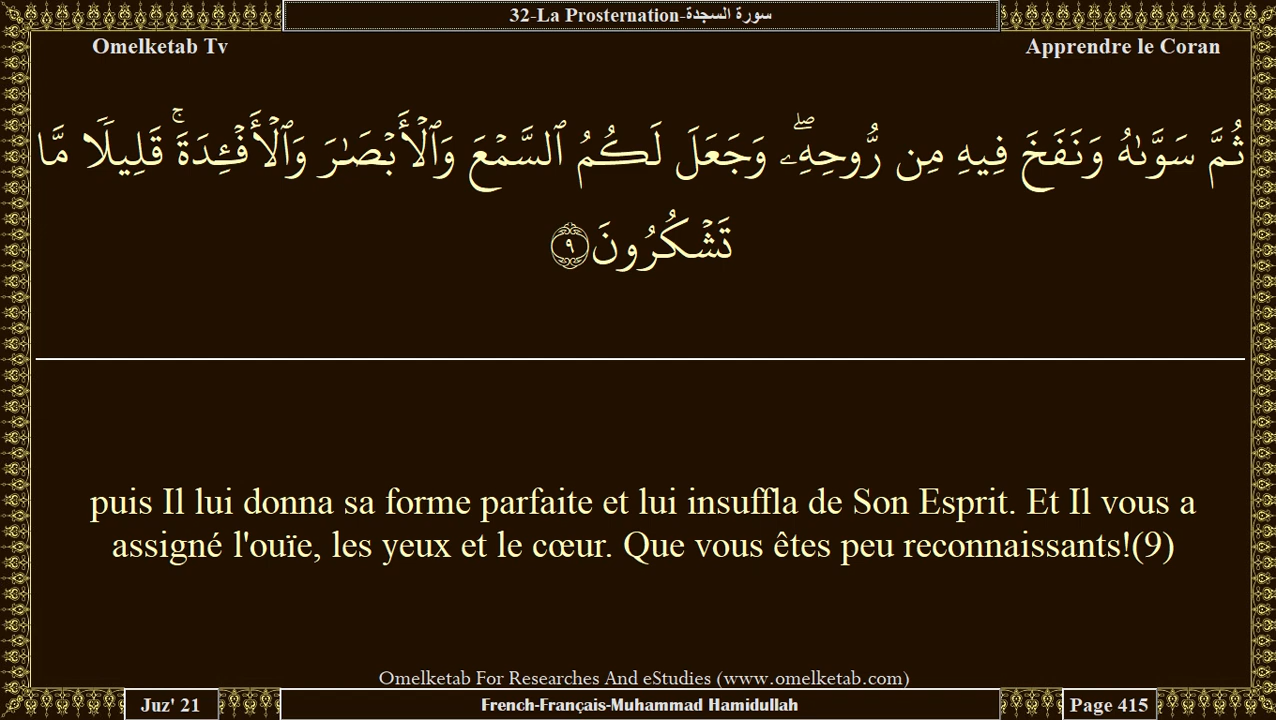 32-La Prosternation-سورة السجدة
Omelketab Tv
Apprendre le Coran
ثُمَّ سَوَّىٰهُ وَنَفَخَ فِيهِ مِن رُّوحِهِۦۖ وَجَعَلَ لَكُمُ ٱلسَّمْعَ وَٱلْأَبْصَٰرَ وَٱلْأَفْـِٔدَةَۚ قَلِيلًا مَّا
تَشْكُرُونَ ٩
puis Il lui donna sa forme parfaite et lui insuffla de Son Esprit. Et Il vous a
assigné l'ouïe, les yeux et le cœur. Que vous êtes peu reconnaissants!(9)
Omelketab For Researches And eStudies (www.omelketab.com)
Juz' 21
French-Français-Muhammad Hamidullah
Page 415